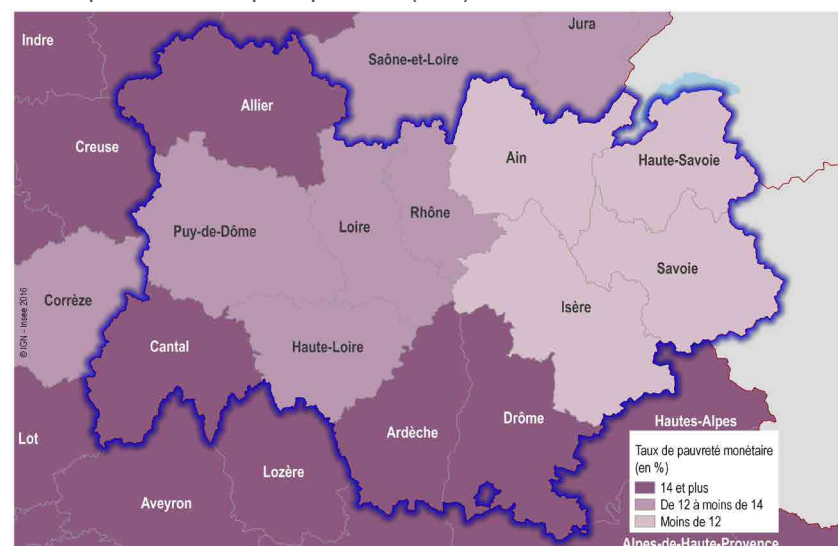 Jura
Indre
Saône-et-Loire
Allier
Creuse
Ain
Haute-Savoie
Rhône
Loire
Puy-de-Dôme
Savoie
Corrèze
Isère
© IGN - Insee 2016
Cantal
Haute-Loire
Drôme
Hautes-Alpes
Ardèche
Lot
Lozère
Aveyron
Taux de pauvreté monétaire
(en %)
14 et plus
De 12 à moins de 14
Moins de 12
Alpes-de-Haute-Provence